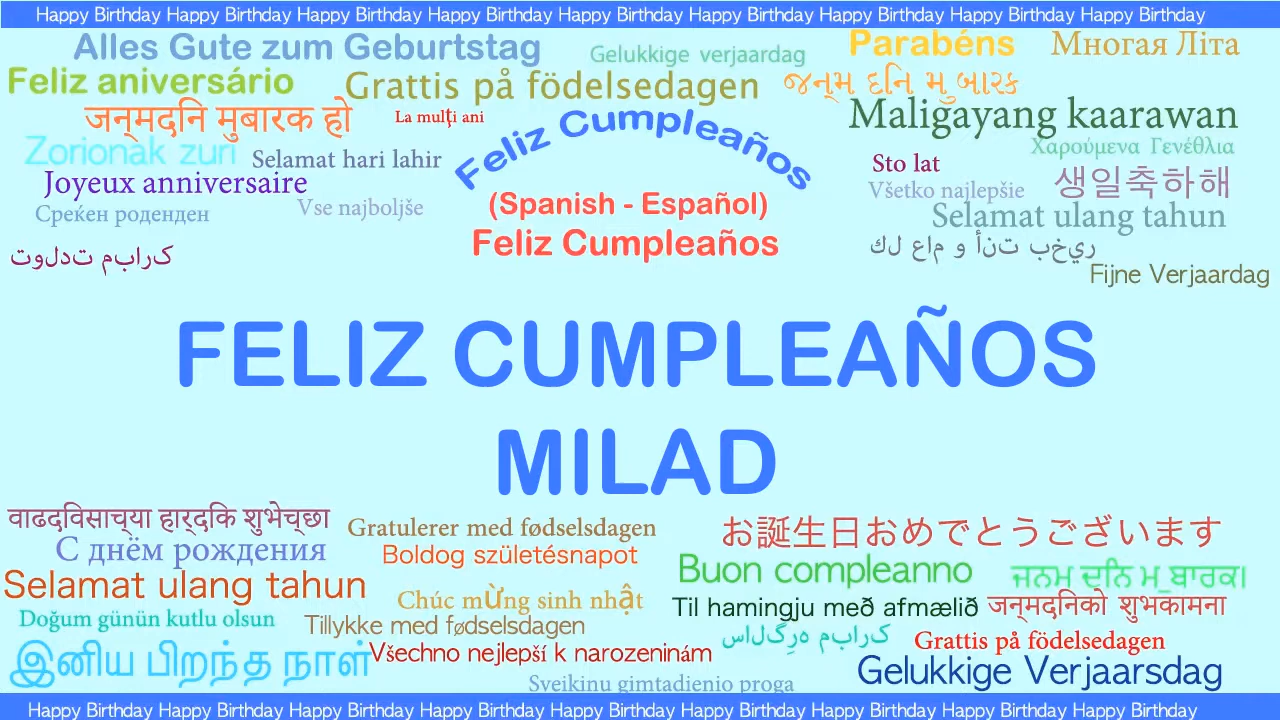 Happy Birthday Happy Birthday Happy Birthday Happy Birthday Happy Birthday Happy Birthday Happy Birthday Happy Birthday Happy Birthday
Alles Gute zum Geburtstag
Gelukkige verjaardag
Parabéns
Многая Літа
Feliz aniversário
Grattis på födelsedagen
જન્મ દિન મુબારક
जन्मदिन मुबारक हो
La mulţi ani
Feliz Cumpleaños
Maligayang kaarawan
Zorionak zuri
Selamat hari lahir
Sto lat
Χαρούμενα Γενέθλια
Joyeux anniversaire
(Spanish - Español)
Všetko najlepšie
생일축하해
Среќен роденден
Vse najboljše
Selamat ulang tahun
Feliz Cumpleaños
تولدت مبارک
كل عام و أنت بخير
Fijne Verjaardag
FELIZ CUMPLEAÑOS
MILAD
वाढदिवसाच्या हार्दिक शुभेच्छा
Gratulerer med fødselsdagen
お誕生日おめでとうございます
С днём рождения
Boldog születésnapot
Buon compleanno
ਜਨਮ ਦਿਨ ਮੁਬਾਰਕ।
Selamat ulang tahun
Chúc mừng sinh nhật
Til hamingju með afmælið
जन्मदिनको शुभकामना
Doğum günün kutlu olsun
Tillykke med fødselsdagen
سالگرہ مبارک
Grattis på födelsedagen
இனிய பிறந்த நாள்
Všechno nejlepší k narozeninám
Gelukkige Verjaarsdag
Sveikinu gimtadienio proga
Happy Birthday Happy Birthday Happy Birthday Happy Birthday Happy Birthday Happy Birthday Happy Birthday Happy Birthday Happy Birthday